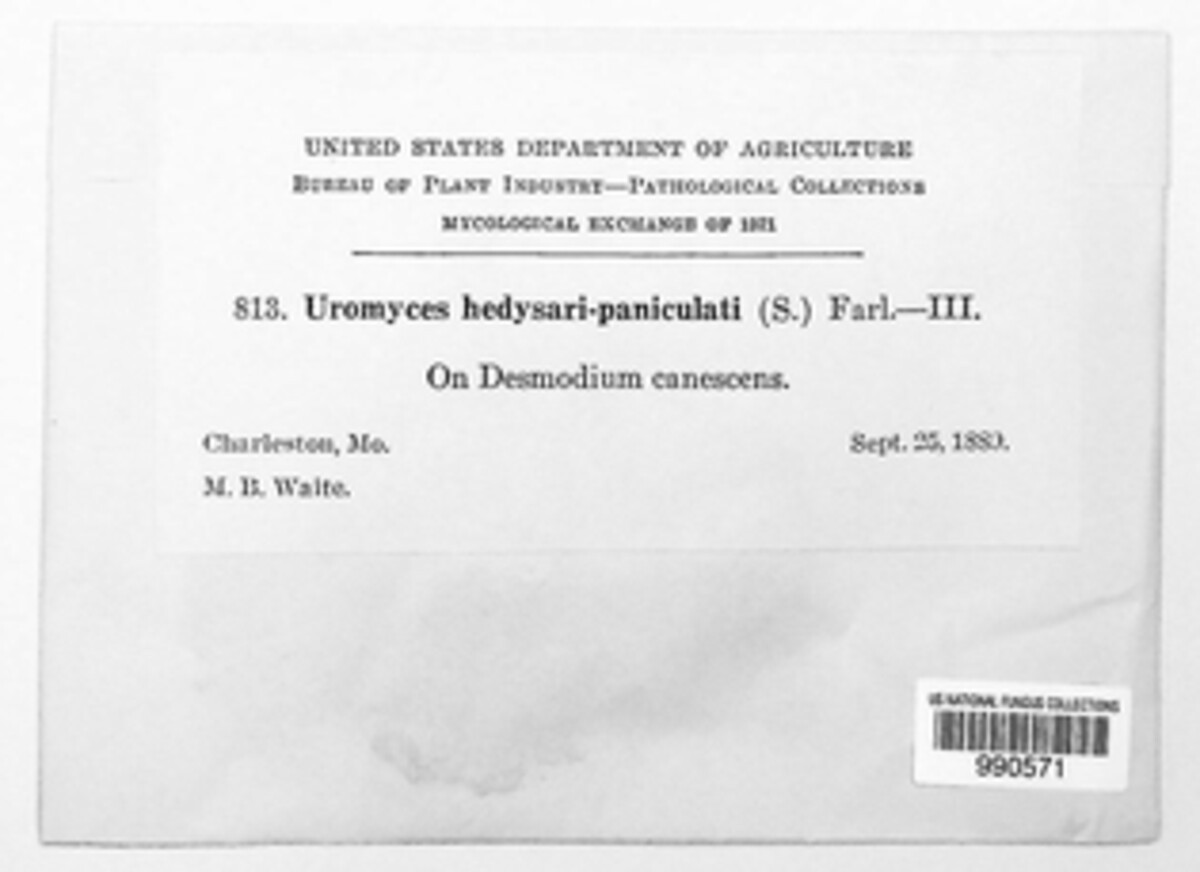 UNITED STATES DEPARTMENT OF AGRICULTURE
BUREAU OF PLANT INDUSTRY—PATHOLOGICAL COLLECTIONS
MYCOLOGICAL EXCHANGE OF 1921
813. Uromyces hedysari-paniculati (S.) Farl.—III.
On Desmodium canescens.
Charleston, Mo.
Sept. 25, 1889.
M. B. Waite.
US NATIONAL FUNGUS COLLECTIONS
990571